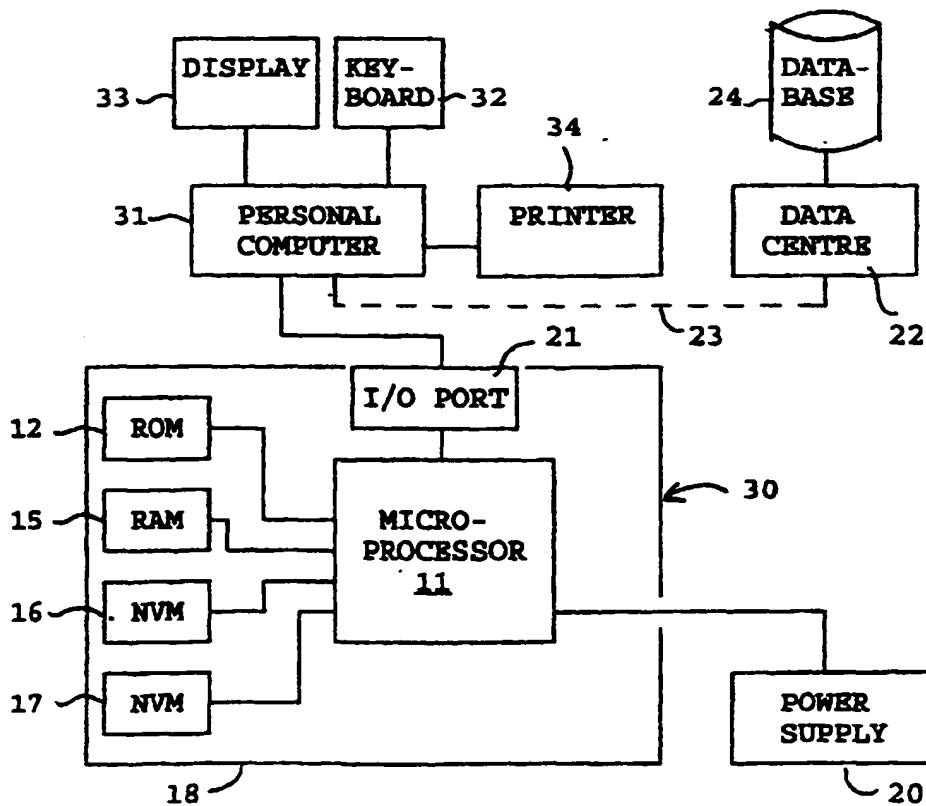 DISPLAY
33
KEY-
BOARD
32
34
24
DATA-
BASE
31
PERSONAL
COMPUTER
PRINTER
DATA
CENTRE
23
22
21
I/O PORT
12
ROM
30
15
RAM
MICRO-
PROCESSOR
11
16
NVM
17
NVM
POWER
SUPPLY
18
20